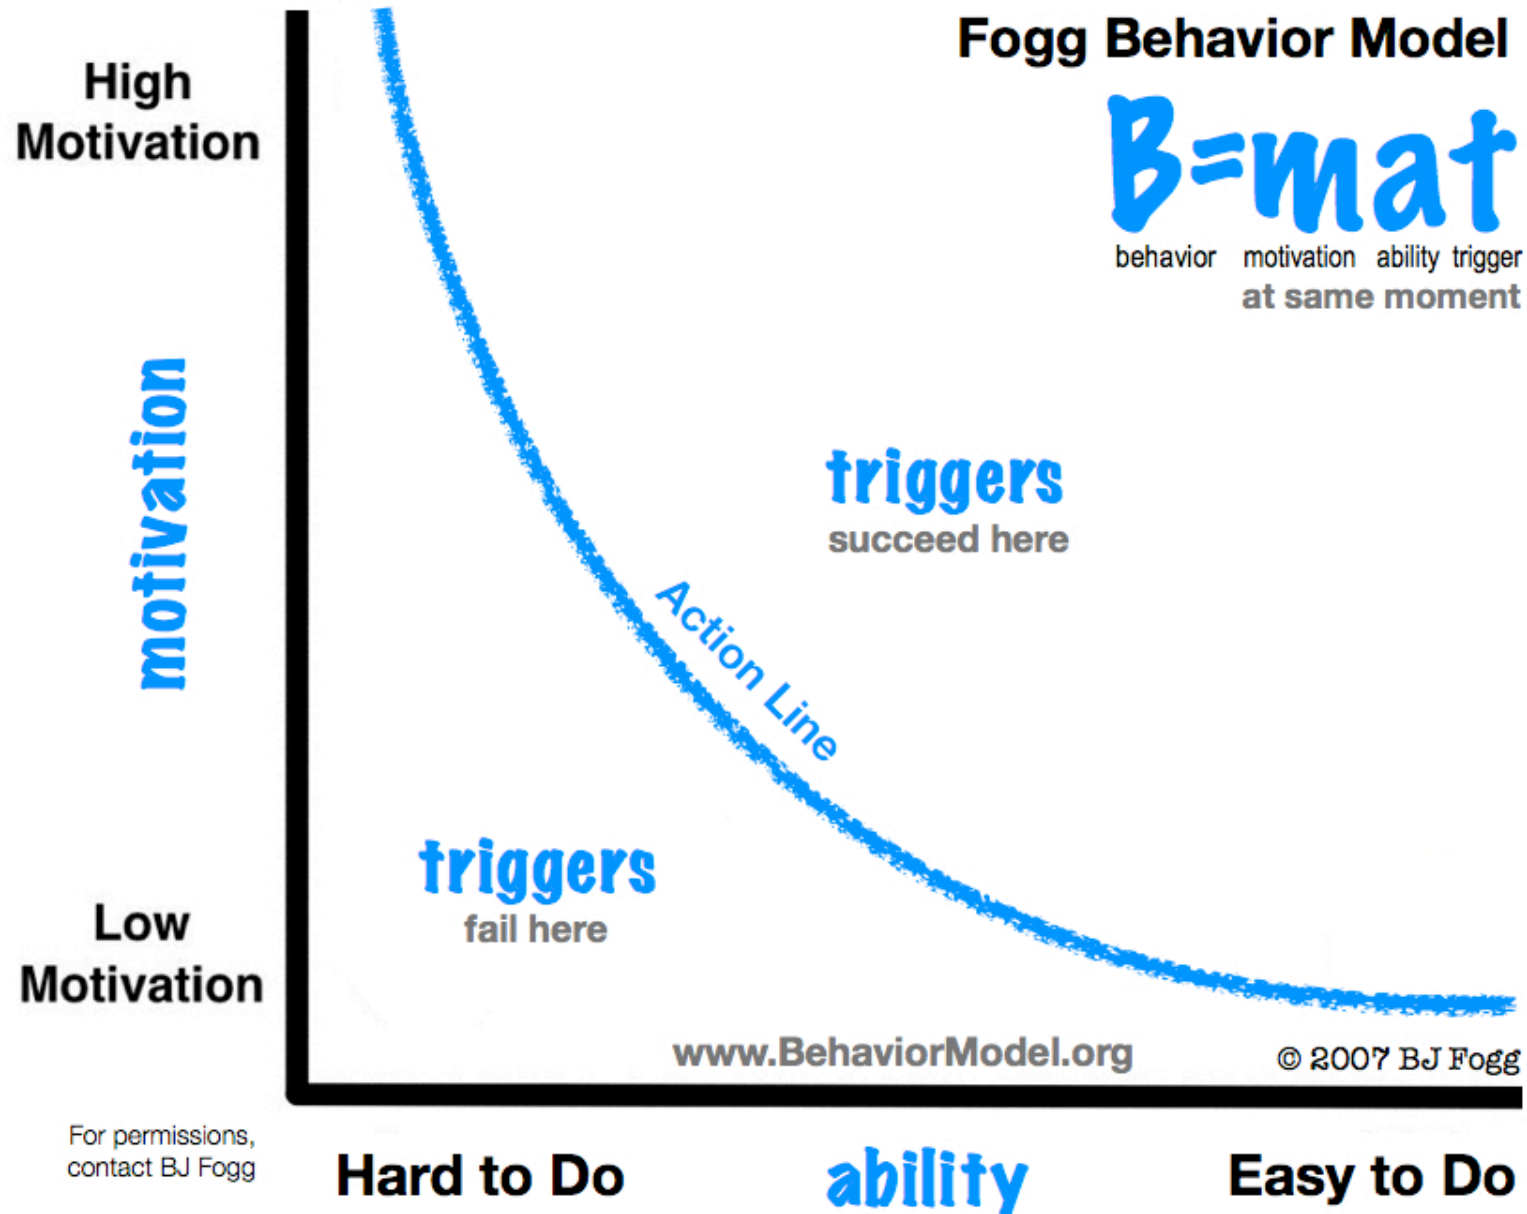 Fogg Behavior Model
High
Motivation
B=mat
behavior motivation ability trigger
at same moment
motivation
triggers
succeed here
Action Line
triggers
fail here
Low
Motivation
www.BehaviorModel.org
© 2007 BJ Fogg
For permissions,
contact BJ Fogg
Hard to Do
ability
Easy to Do